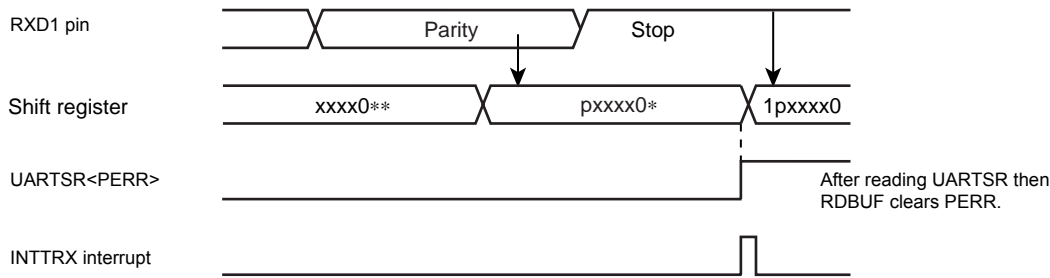 RXD1 pin
Parity
Stop
Shift register
xxxx0**
pxxxx0*
1pxxxx0
UARTSR<PERR>
After reading UARTSR then
RDBUF clears PERR.
INTTRX interrupt